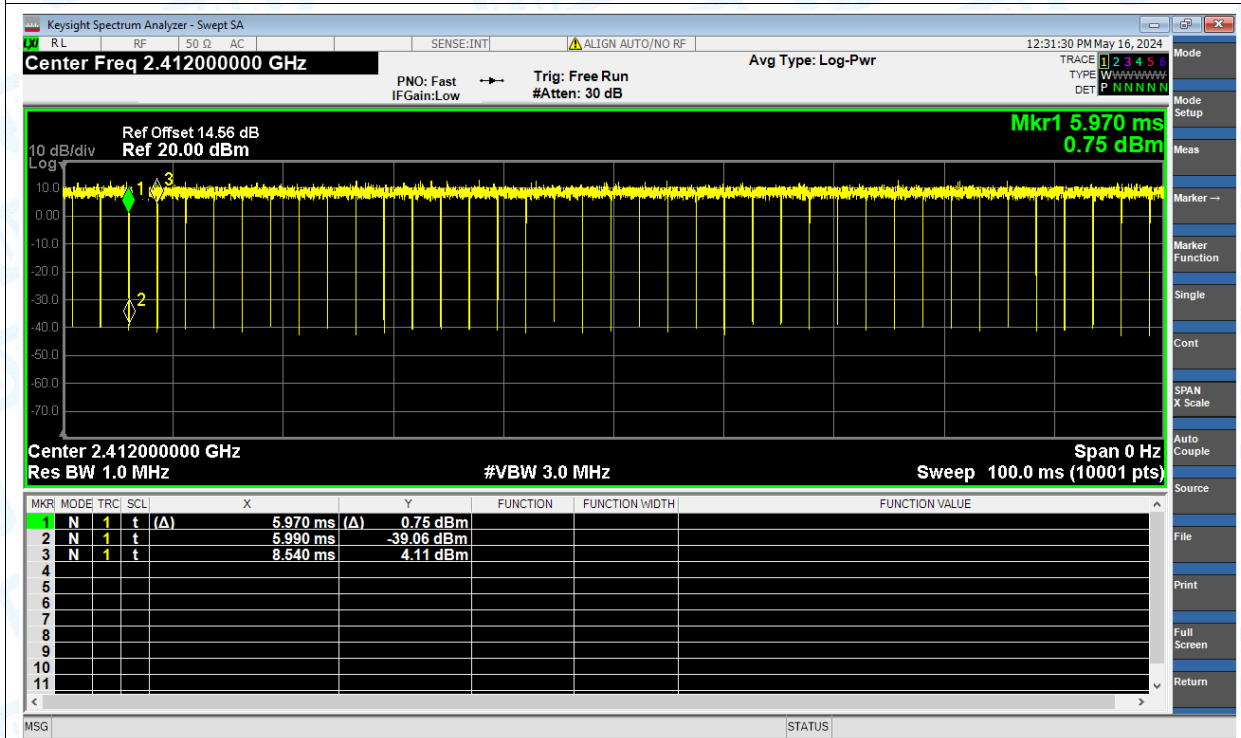 Keysight Spectrum Analyzer - Swept SA
LXI RL RF 50 Ω AC SENSE:INT ALIGN AUTO/NO RF 12:31:30 PM May 16, 2024
Center Freq 2.412000000 GHz
PNO: Fast
IFGain:Low
Trig: Free Run
#Atten: 30 dB
Avg Type: Log-Pwr
TRACE 1 2 3 4 5 6
TYPE WWWWWW
DET P N N N N N
Mkr1 5.970 ms
0.75 dBm
Ref Offset 14.56 dB
10 dB/div Ref 20.00 dBm
Log
10.0
0.00
-10.0
-20.0
-30.0
-40.0
-50.0
-60.0
-70.0
1
3
2
Center 2.412000000 GHz Span 0 Hz
Res BW 1.0 MHz #VBW 3.0 MHz Sweep 100.0 ms (10001 pts)
MKR MODE TRC SCL X Y FUNCTION FUNCTION WIDTH FUNCTION VALUE
1 N 1 t (Δ) 5.970 ms (Δ) 0.75 dBm
2 N 1 t 5.990 ms -39.06 dBm
3 N 1 t 8.540 ms 4.11 dBm
4
5
6
7
8
9
10
11
MSG STATUS
Mode
Mode
Setup
Meas
Marker →
Marker
Function
Single
Cont
SPAN
X Scale
Auto
Couple
Source
File
Print
Full
Screen
Return